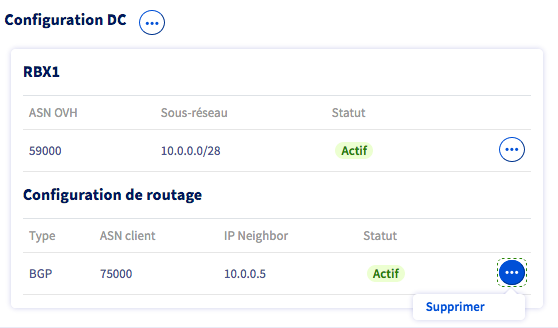 Configuration DC
RBX1
ASN OVH Sous-réseau Statut
59000 10.0.0.0/28 Actif
Configuration de routage
Type ASN client IP Neighbor Statut
BGP 75000 10.0.0.5 Actif
Supprimer